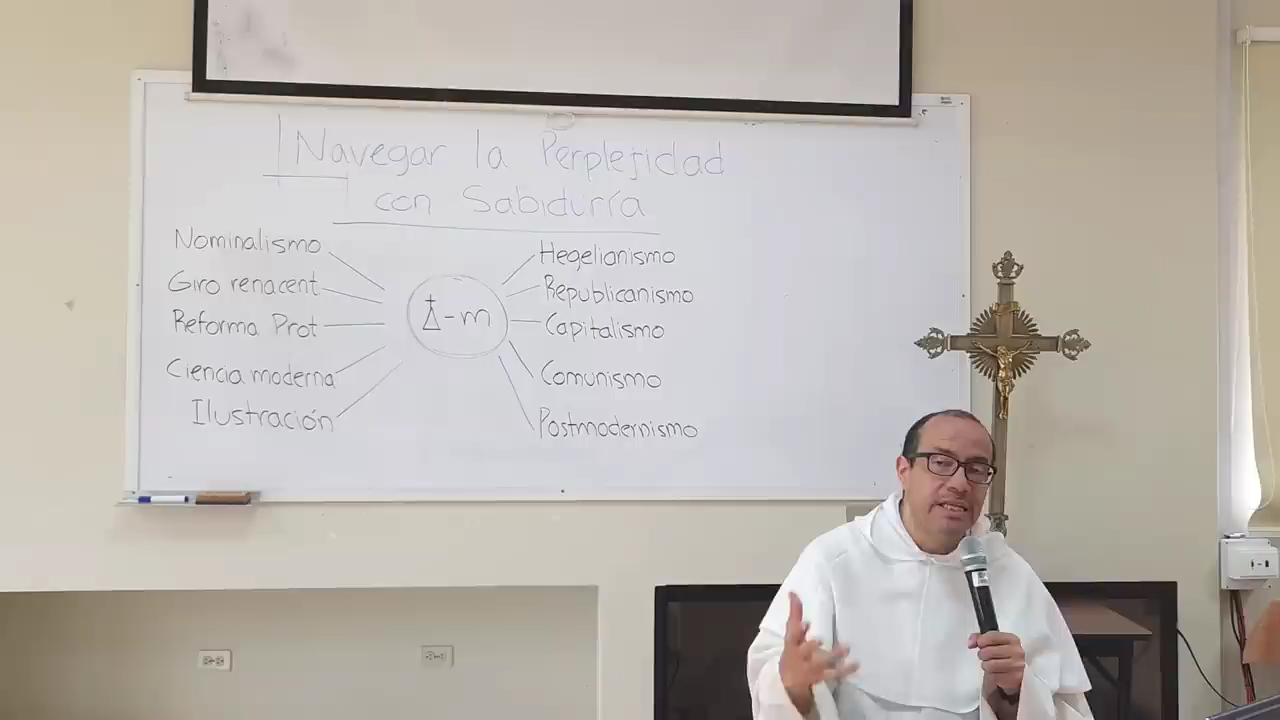 Navegar la Perplejidad
con Sabiduría
Nominalismo
Giro renacent.
Reforma Prot
Ciencia moderna
Ilustración
Δ-m
Hegelianismo
Republicanismo
Capitalismo
Comunismo
Postmodernismo